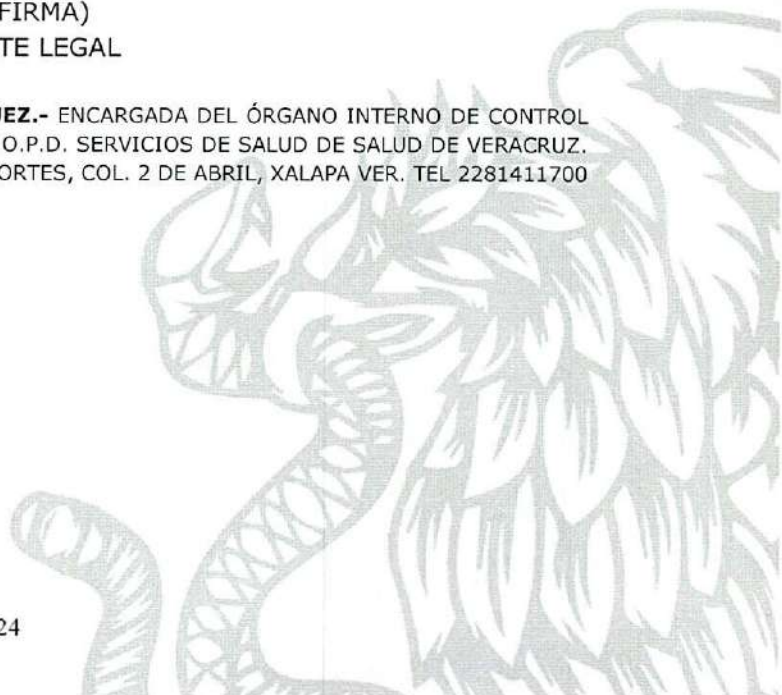 FIRMA)
TE LEGAL
UEZ.- ENCARGADA DEL ÓRGANO INTERNO DE CONTROL
O.P.D. SERVICIOS DE SALUD DE SALUD DE VERACRUZ.
ORTES, COL. 2 DE ABRIL, XALAPA VER. TEL 2281411700
24